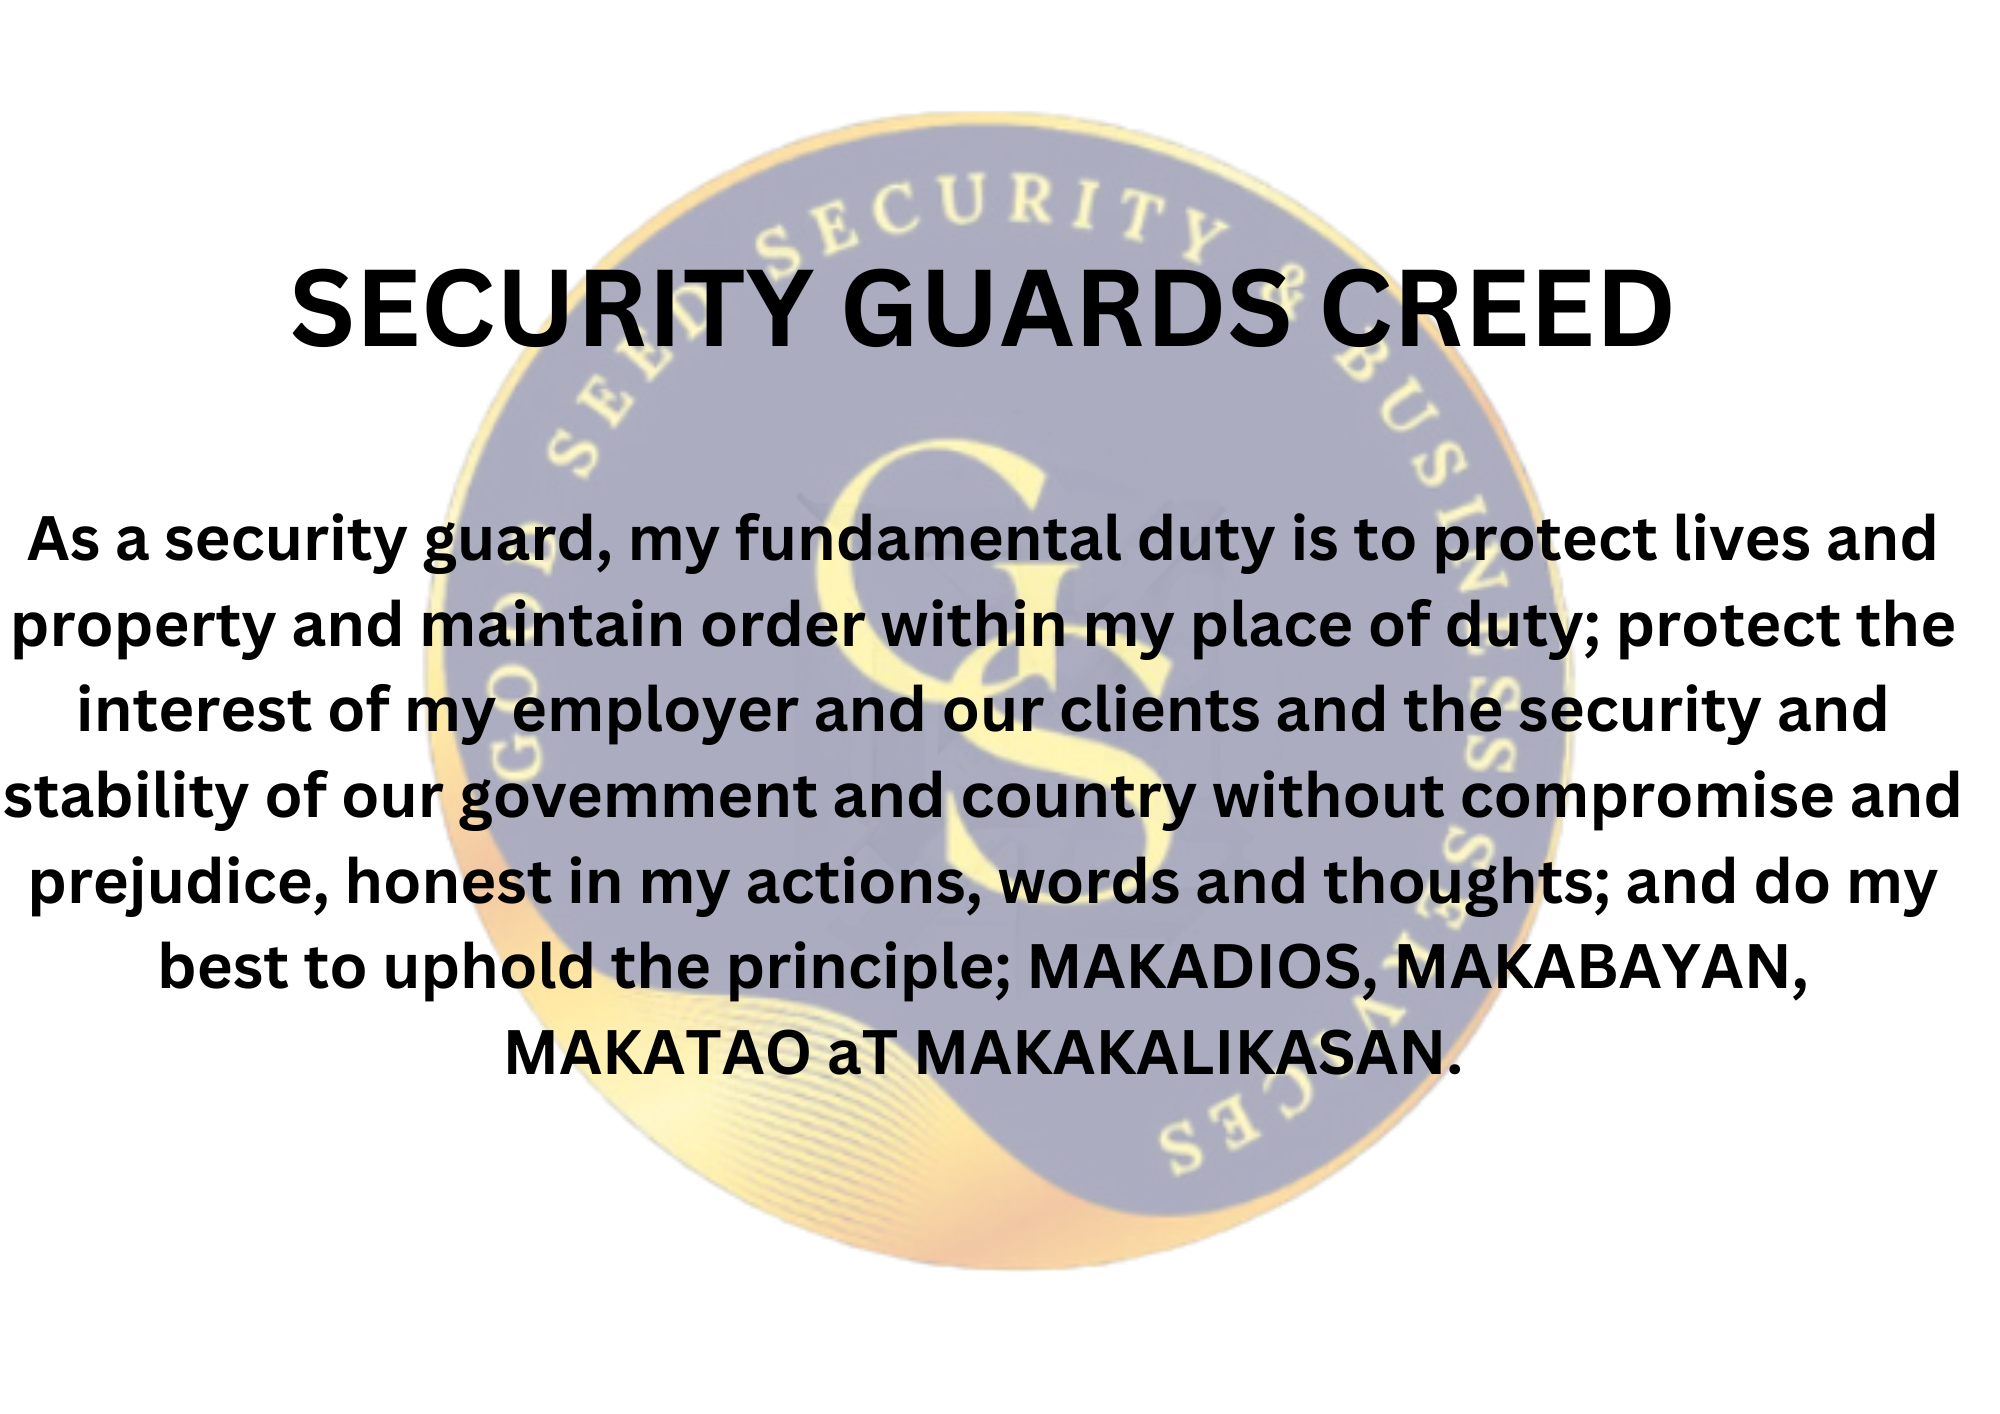 GOOD SEED SECURITY & BUSINESS SERVICES
SECURITY GUARDS CREED
GS
As a security guard, my fundamental duty is to protect lives and
property and maintain order within my place of duty; protect the
interest of my employer and our clients and the security and
stability of our govemment and country without compromise and
prejudice, honest in my actions, words and thoughts; and do my
best to uphold the principle; MAKADIOS, MAKABAYAN,
MAKATAO aT MAKAKALIKASAN.